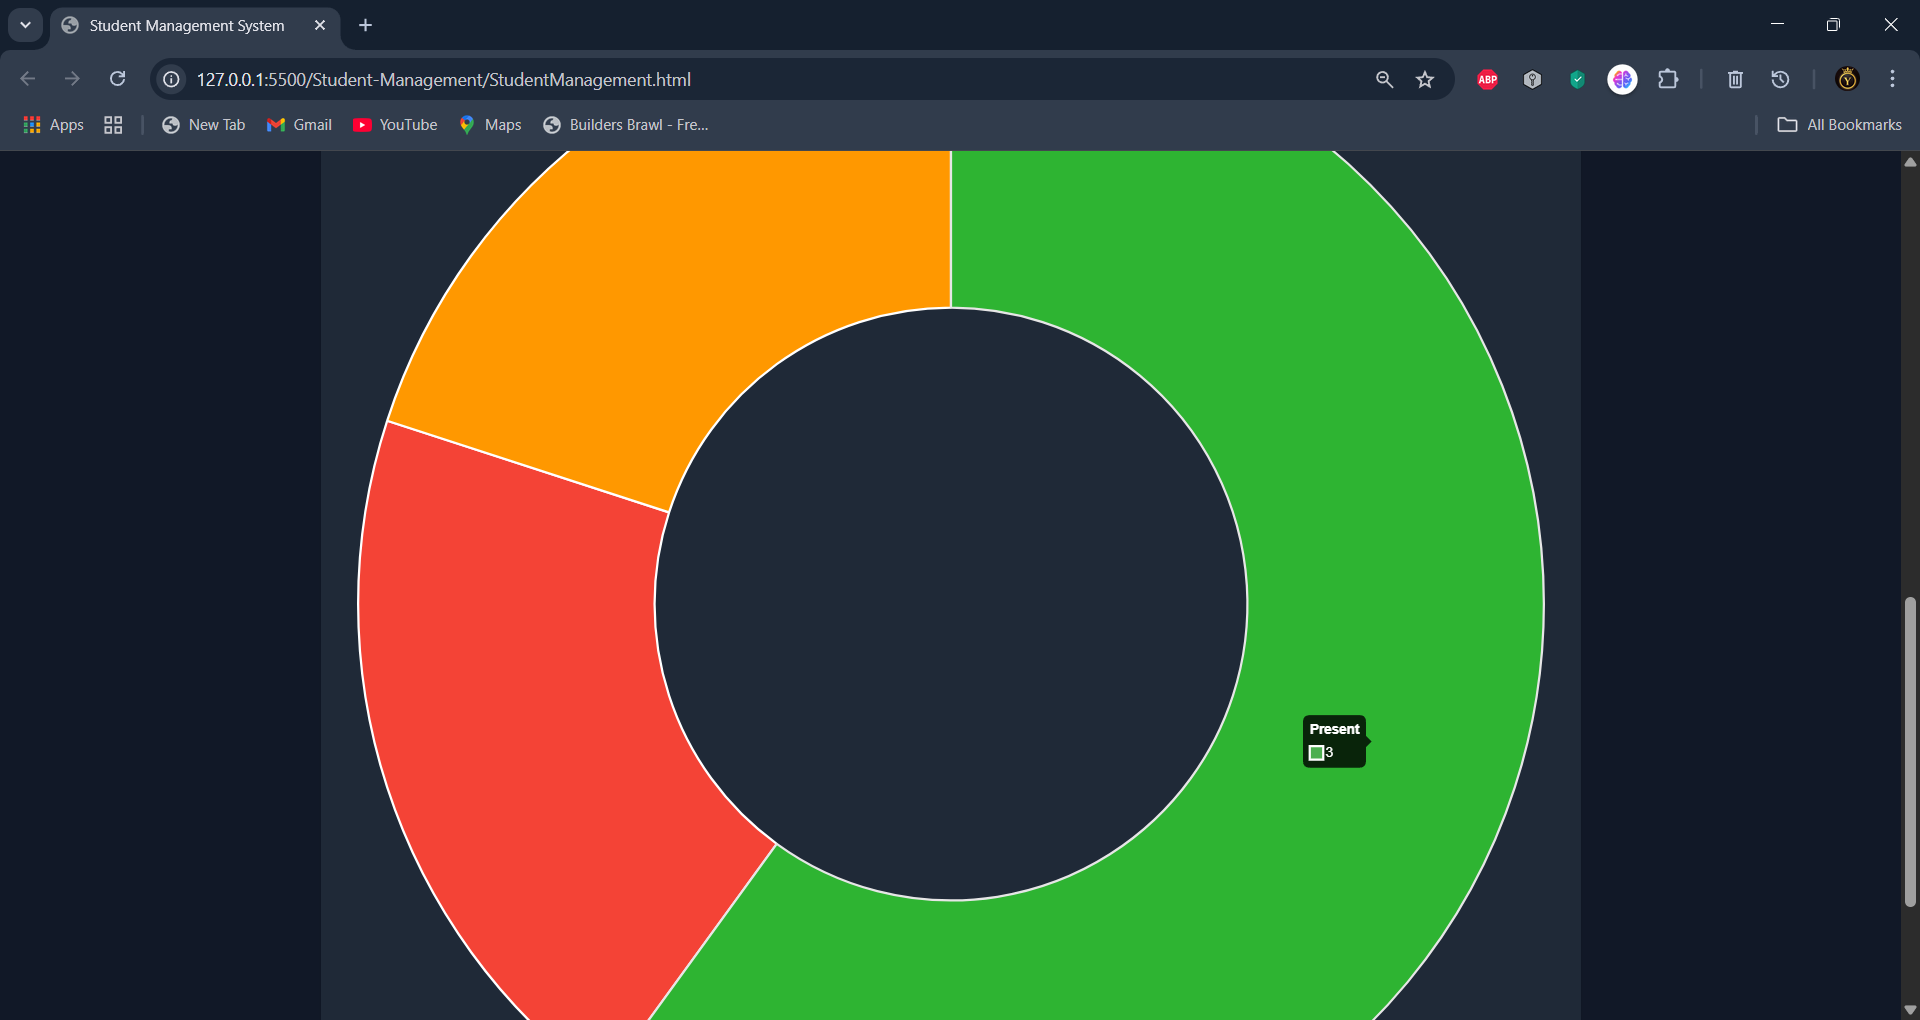 Student Management System
127.0.0.1:5500/Student-Management/StudentManagement.html
ABP
Y
Apps
New Tab
Gmail
YouTube
Maps
Builders Brawl - Fre...
All Bookmarks
Present
3